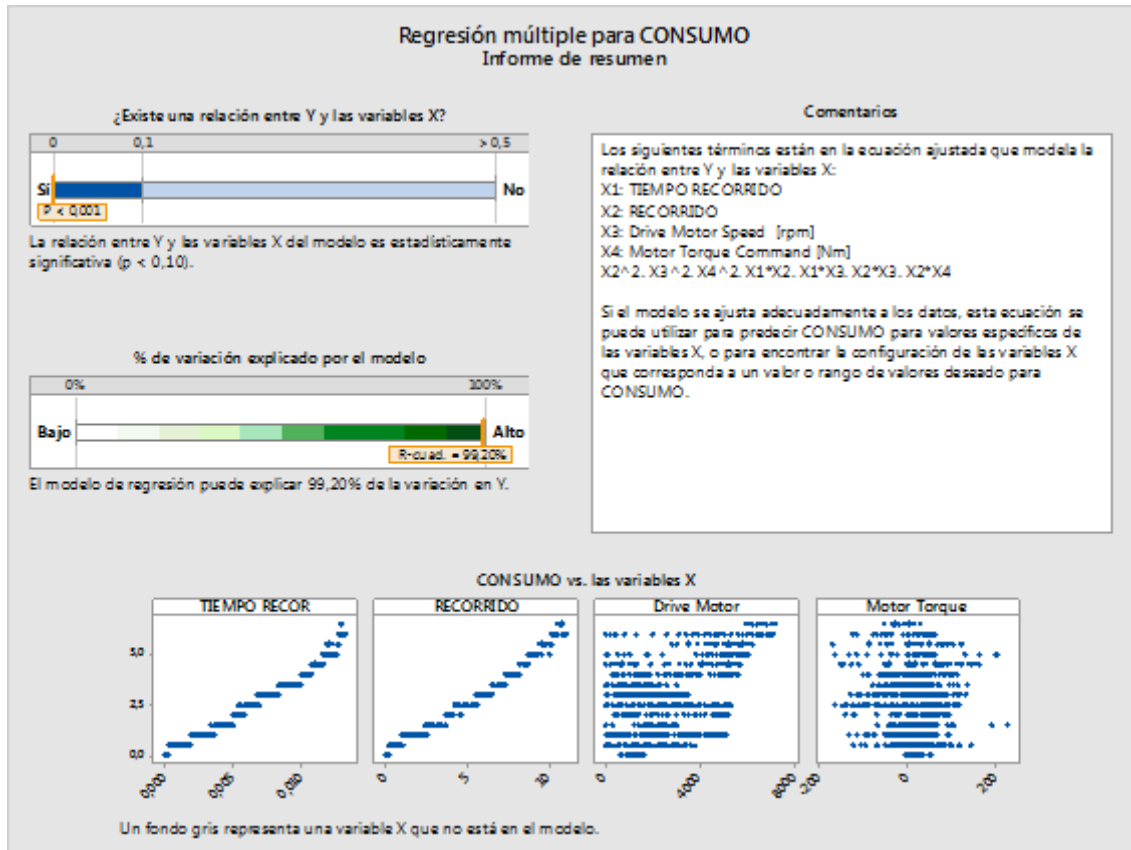 Regresión múltiple para CONSUMO
Informe de resumen
¿Existe una relación entre Y y las variables X?
0 0,1 > 0,5
Sí No
P < 0,001
La relación entre Y y las variables X del modelo es estadísticamente
significativa (p < 0,10).
% de variación explicado por el modelo
0% 100%
Bajo Alto
R-cuad. = 99,20%
El modelo de regresión puede explicar 99,20% de la variación en Y.
Comentarios
Los siguientes términos están en la ecuación ajustada que modela la
relación entre Y y las variables X:
X1: TIEMPO RECORRIDO
X2: RECORRIDO
X3: Drive Motor Speed [rpm]
X4: Motor Torque Command [Nm]
X2^2. X3^2. X4^2. X1*X2. X1*X3. X2*X3. X2*X4
Si el modelo se ajusta adecuadamente a los datos, esta ecuación se
puede utilizar para predecir CONSUMO para valores específicos de
las variables X, o para encontrar la configuración de las variables X
que corresponda a un valor o rango de valores deseado para
CONSUMO.
CONSUMO vs. las variables X
TIEMPO RECOR RECORRIDO Drive Motor Motor Torque
5,0
2,5
0,0
0,000 0,005 0,010 0 5 10 0 4000 8000 -200 0 200
Un fondo gris representa una variable X que no está en el modelo.